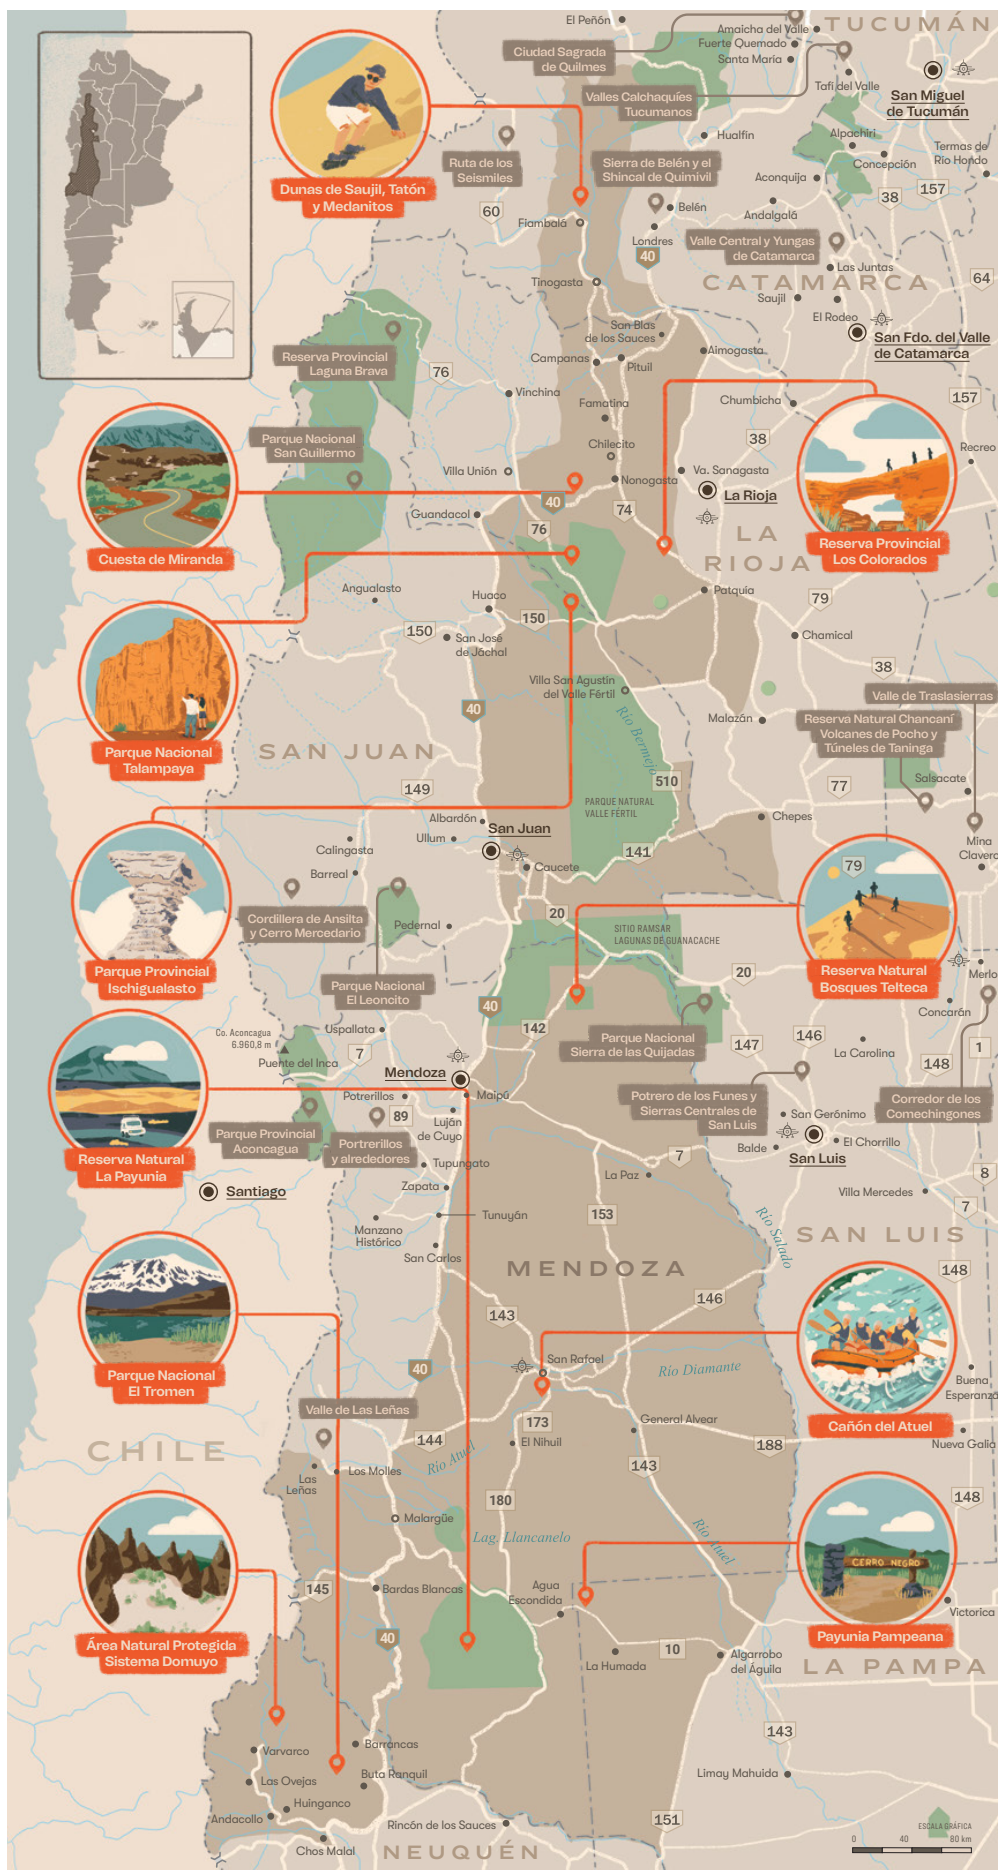 El Peñón
Amaicha del Valle
TUCUMÁN
Fuerte Quemado
Santa María
Ciudad Sagrada
de Quilmes
Valles Calchaquíes
Tucumanos
Tafí del Valle
San Miguel
de Tucumán
Hualfín
Alpachiri
Concepción
Termas de
Río Hondo
Ruta de los
Seismiles
Sierra de Belén y el
Shincal de Quimivil
Aconquija
38
157
Dunas de Saujil, Tatón
y Medanitos
60
Fiambalá
Belén
Andalgalá
Londres
40
Valle Central y Yungas
de Catamarca
Las Juntas
Tinogasta
CATAMARCA
64
Saujil
El Rodeo
San Fdo. del Valle
de Catamarca
San Blas
de los Sauces
Reserva Provincial
Laguna Brava
Campanas
Pituil
Aimogasta
76
Vinchina
Famatina
Chumbicha
157
Parque Nacional
San Guillermo
Chilecito
38
Recreo
Villa Unión
Nonogasta
Va. Sanagasta
La Rioja
Guandacol
40
76
74
LA
RIOJA
Cuesta de Miranda
Reserva Provincial
Los Colorados
Angualasto
Huaco
Patquia
79
150
150
San José
de Jáchal
Chamical
38
Villa San Agustín
del Valle Fértil
Valle de Traslasierras
40
Río Bermejo
Malazán
Reserva Natural Chancaní
Volcanes de Pocho y
Túneles de Taninga
Parque Nacional
Talampaya
SAN JUAN
149
510
77
Salsacate
PARQUE NATURAL
VALLE FÉRTIL
Albardón
San Juan
Ullum
Chepes
Mina
Clavero
Calingasta
141
79
Barreal
Caucete
Cordillera de Ansilta
y Cerro Mercedario
20
Pedernal
SITIO RAMSAR
LAGUNAS DE GUANACACHE
Parque Provincial
Ischigualasto
Parque Nacional
El Leoncito
20
Reserva Natural
Bosques Telteca
Merlo
40
Concarán
Co. Aconcagua
6.960,8 m
Uspallata
142
Parque Nacional
Sierra de las Quijadas
147
146
La Carolina
148
1
Puente del Inca
7
Mendoza
Potrerillos
Maipú
89
Luján
de Cuyo
Potrero de los Funes y
Sierras Centrales de
San Luis
San Gerónimo
Corredor de los
Comechingones
Parque Provincial
Aconcagua
Portrerillos
y alrededores
El Chorrillo
Balde
San Luis
Reserva Natural
La Payunia
Tupungato
7
8
Santiago
Zapata
La Paz
Villa Mercedes
7
Tunuyán
153
Manzano
Histórico
Río Salado
SAN LUIS
San Carlos
MENDOZA
148
146
143
San Rafael
Río Diamante
Parque Nacional
El Tromen
40
Buena
Esperanza
Valle de Las Leñas
173
General Alvear
Cañón del Atuel
CHILE
144
El Nihuil
188
Nueva Galia
Río Atuel
Las
Leñas
Los Molles
143
180
148
Malargüe
Lag. Llancanelo
Río Atuel
145
Bardas Blancas
Agua
Escondida
CERRO NEGRO
Victorica
40
Payunia Pampeana
Área Natural Protegida
Sistema Domuyo
La Humada
10
Algarrobo
del Águila
LA PAMPA
143
Varvarco
Barrancas
Las Ovejas
Buta Ranquil
Limay Mahuida
Huinganco
Andacollo
Rincón de los Sauces
151
ESCALA GRÁFICA
Chos Malal
NEUQUÉN
0 40 80 km